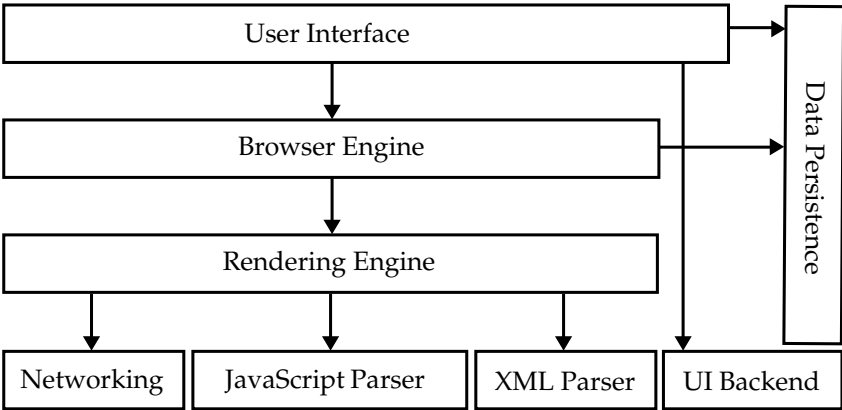 User Interface
Browser Engine
Rendering Engine
Data Persistence
Networking
JavaScript Parser
XML Parser
UI Backend